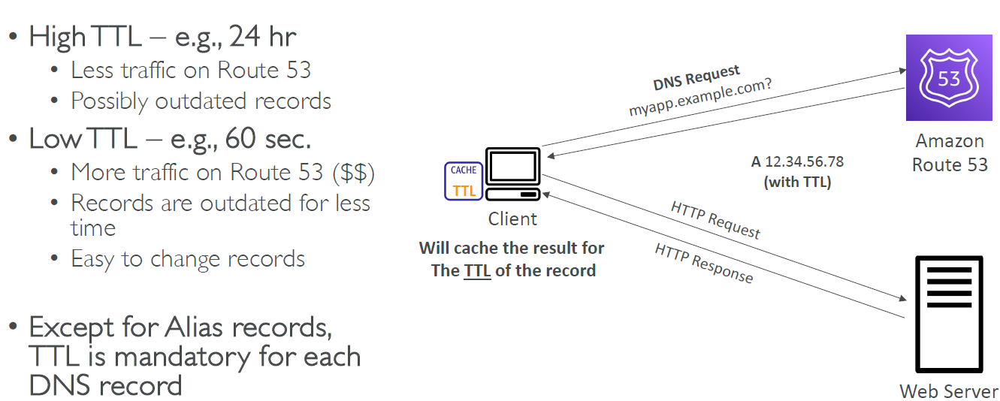 • High TTL – e.g., 24 hr
• Less traffic on Route 53
• Possibly outdated records
• Low TTL – e.g., 60 sec.
• More traffic on Route 53 ($$)
• Records are outdated for less
time
• Easy to change records
• Except for Alias records,
TTL is mandatory for each
DNS record
DNS Request
myapp.example.com?
53
Amazon
Route 53
A 12.34.56.78
(with TTL)
CACHE
TTL
Client
Will cache the result for
The TTL of the record
HTTP Request
HTTP Response
Web Server